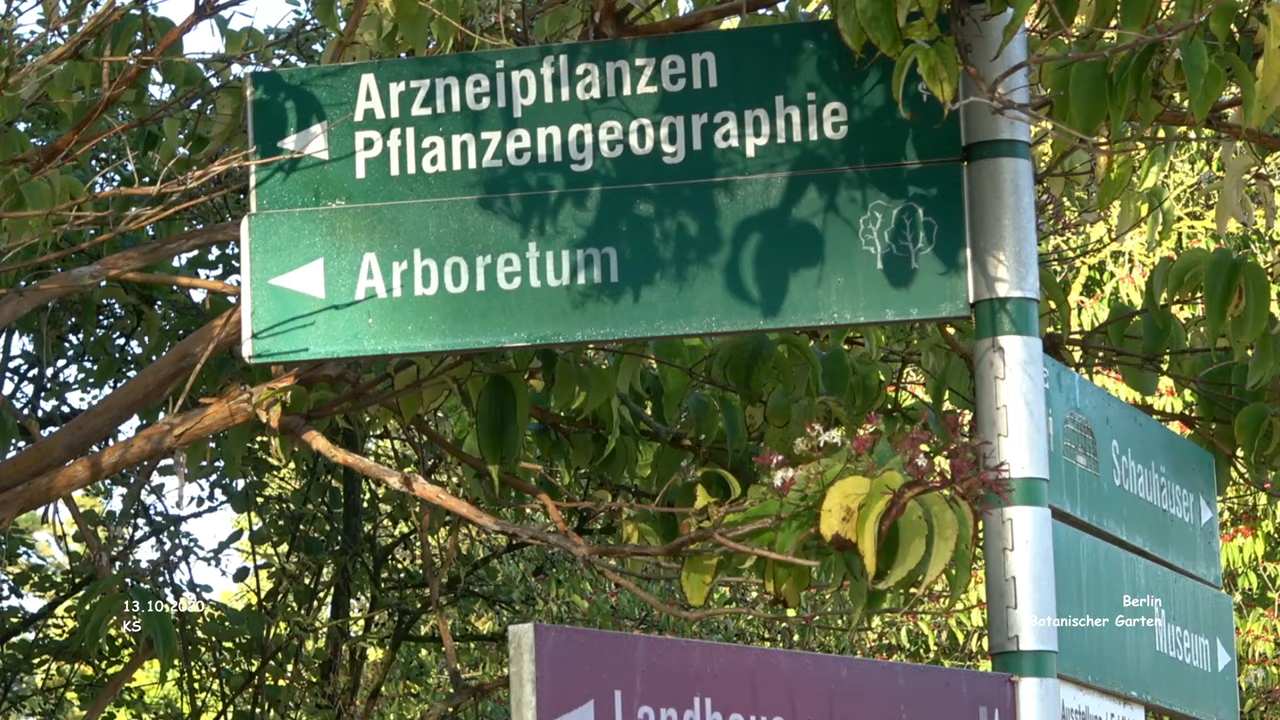 Arzneipflanzen
Pflanzengeographie
Arboretum
Schauhäuser
Museum
Landhaus
13.10.2020
KS
Berlin
Botanischer Garten